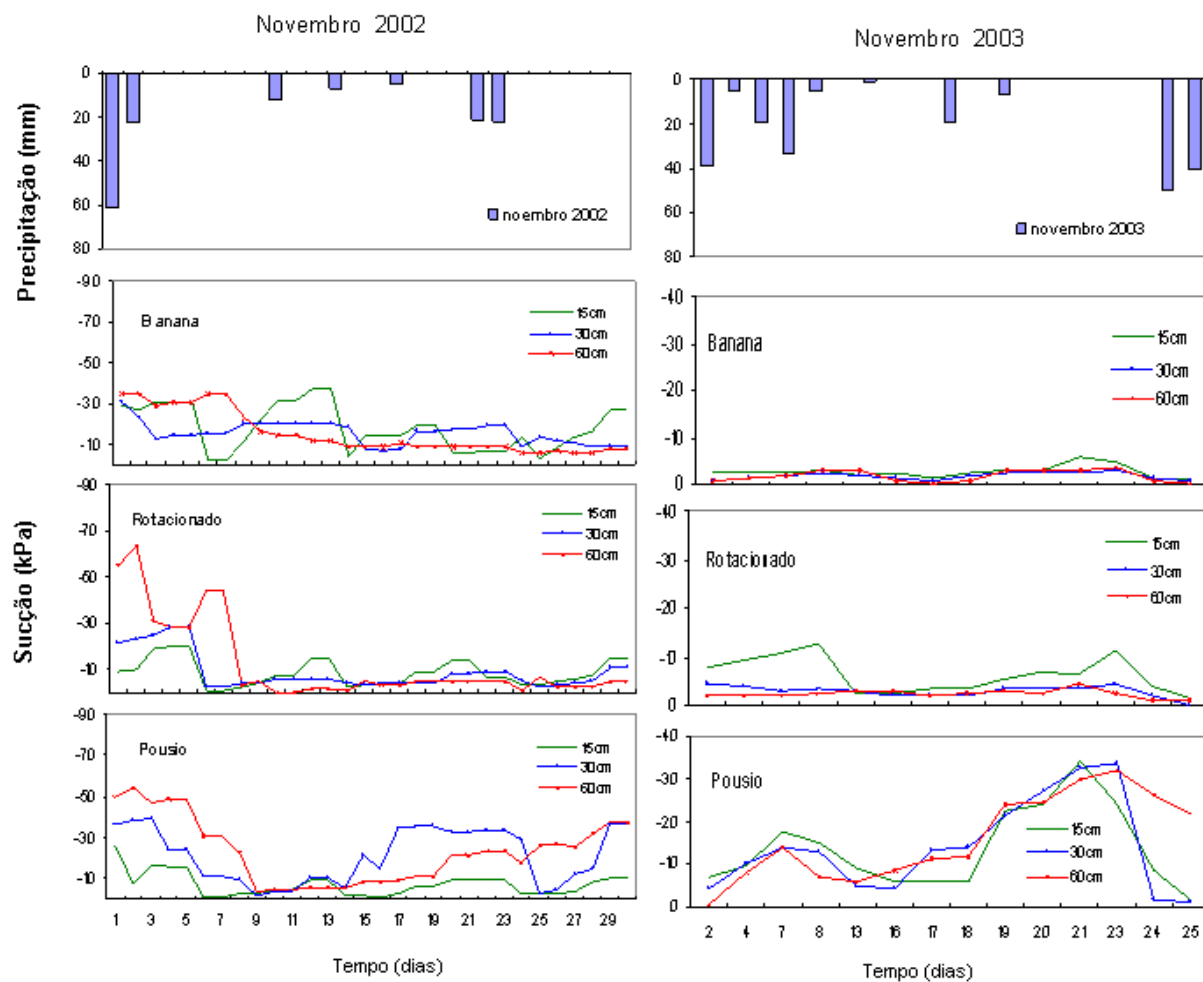 Novembro 2002
Precipitação (mm)
0
20
40
60
80
noembro 2002
Sucção (kPa)
-90
-70
-50
-30
-10
Banana
15cm
30cm
60cm
-90
-70
-50
-30
-10
Rotacionado
15cm
30cm
60cm
-90
-70
-50
-30
-10
Pousio
15cm
30cm
60cm
1 3 5 7 9 11 13 15 17 19 21 23 25 27 29
Tempo (dias)
Novembro 2003
0
20
40
60
80
novembro 2003
-40
-30
-20
-10
0
Banana
15cm
30cm
60cm
-40
-30
-20
-10
0
Rotacionado
15cm
30cm
60cm
-40
-30
-20
-10
0
Pousio
15cm
30cm
60cm
2 4 7 8 13 16 17 18 19 20 21 23 24 25
Tempo (dias)